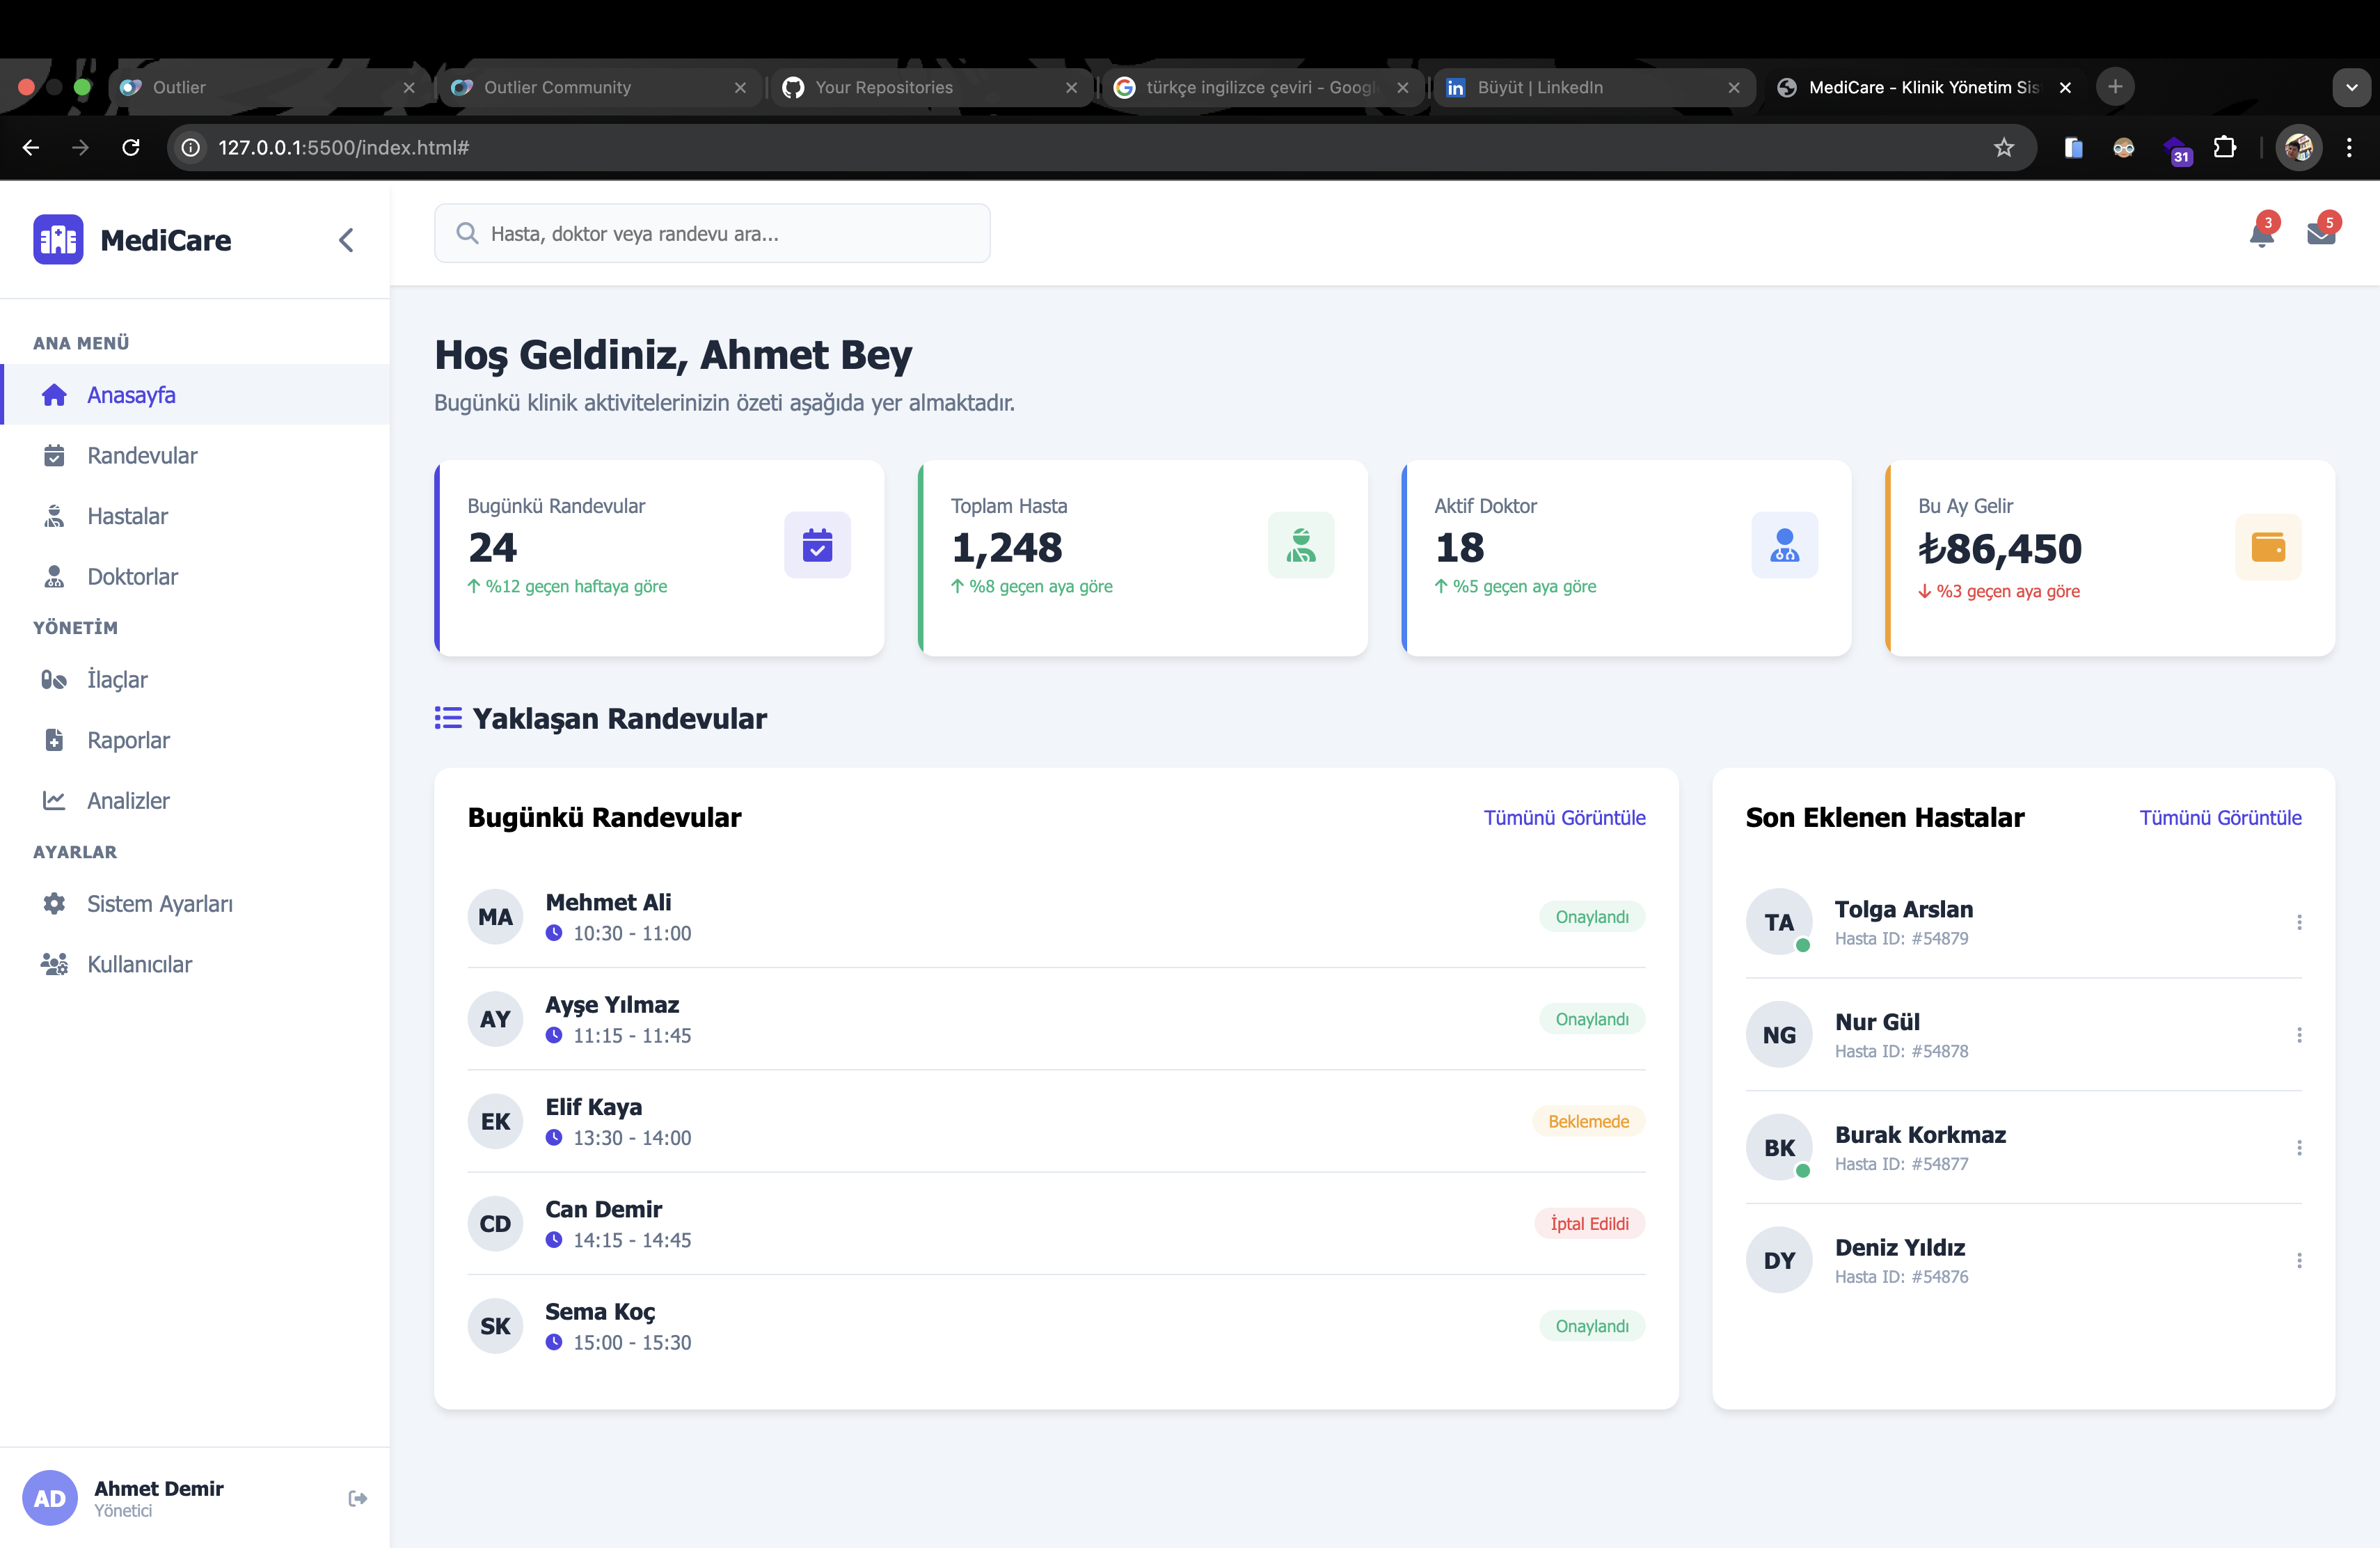 Outlier
Outlier Community
Your Repositories
türkçe ingilizce çeviri - Googl
Büyüt | LinkedIn
MediCare - Klinik Yönetim Sis
127.0.0.1:5500/index.html#
31
MediCare
Hasta, doktor veya randevu ara...
3
5
ANA MENÜ
Anasayfa
Randevular
Hastalar
Doktorlar
YÖNETİM
İlaçlar
Raporlar
Analizler
AYARLAR
Sistem Ayarları
Kullanıcılar
AD
Ahmet Demir
Yönetici
Hoş Geldiniz, Ahmet Bey
Bugünkü klinik aktivitelerinizin özeti aşağıda yer almaktadır.
Bugünkü Randevular
24
↑ %12 geçen haftaya göre
Toplam Hasta
1,248
↑ %8 geçen aya göre
Aktif Doktor
18
↑ %5 geçen aya göre
Bu Ay Gelir
₺86,450
↓ %3 geçen aya göre
Yaklaşan Randevular
Bugünkü Randevular
Tümünü Görüntüle
MA
Mehmet Ali
10:30 - 11:00
Onaylandı
AY
Ayşe Yılmaz
11:15 - 11:45
Onaylandı
EK
Elif Kaya
13:30 - 14:00
Beklemede
CD
Can Demir
14:15 - 14:45
İptal Edildi
SK
Sema Koç
15:00 - 15:30
Onaylandı
Son Eklenen Hastalar
Tümünü Görüntüle
TA
Tolga Arslan
Hasta ID: #54879
NG
Nur Gül
Hasta ID: #54878
BK
Burak Korkmaz
Hasta ID: #54877
DY
Deniz Yıldız
Hasta ID: #54876